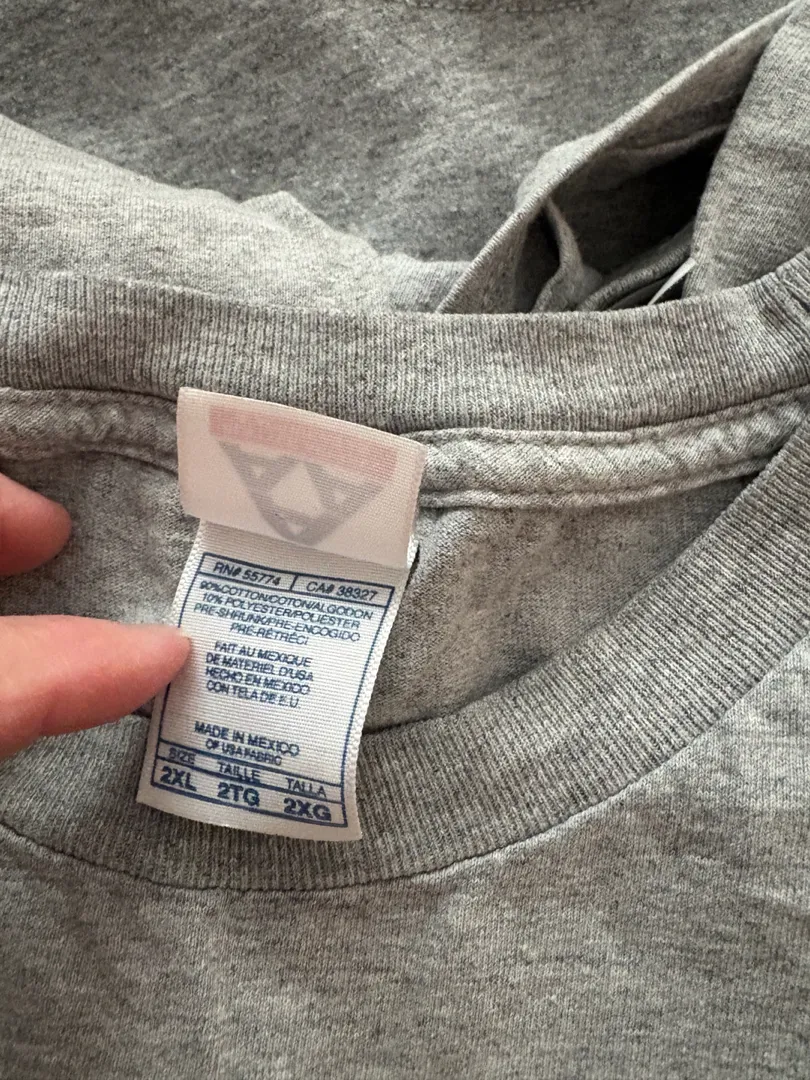 RN# 55774 CA# 38327
90% COTTON/COTON/ALGODON
10% POLYESTER/POLIESTER
PRE-SHRUNK/PRE-ENCOGIDO
PRÉ-RÉTRÉCI
FAIT AU MEXIQUE
DE MATERIEL D'USA
HECHO EN MEXICO
CON TELA DE E.U.
MADE IN MEXICO
OF USA FABRIC
SIZE TAILLE TALLA
2XL 2TG 2XG